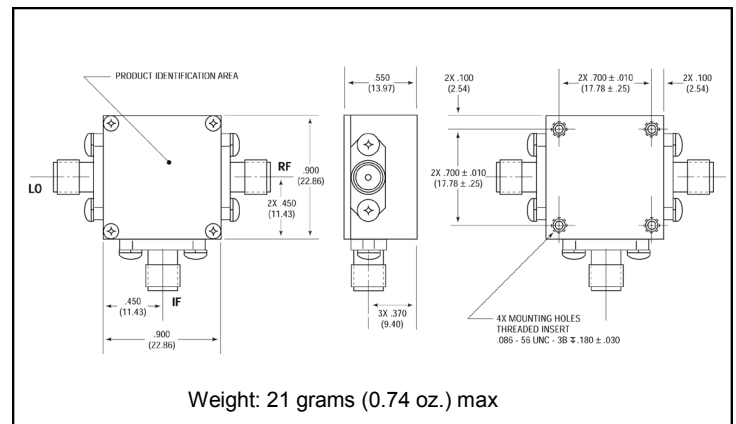 PRODUCT IDENTIFICATION AREA
LO
RF
2X .450
(11.43)
.900
(22.86)
.450
(11.43)
IF
.900
(22.86)
.550
(13.97)
3X .370
(9.40)
2X .100
(2.54)
2X .700 ± .010
(17.78 ± .25)
2X .100
(2.54)
2X .700 ± .010
(17.78 ± .25)
4X MOUNTING HOLES
THREADED INSERT
.086 - 56 UNC - 3B ↧ .180 ± .030
Weight: 21 grams (0.74 oz.) max